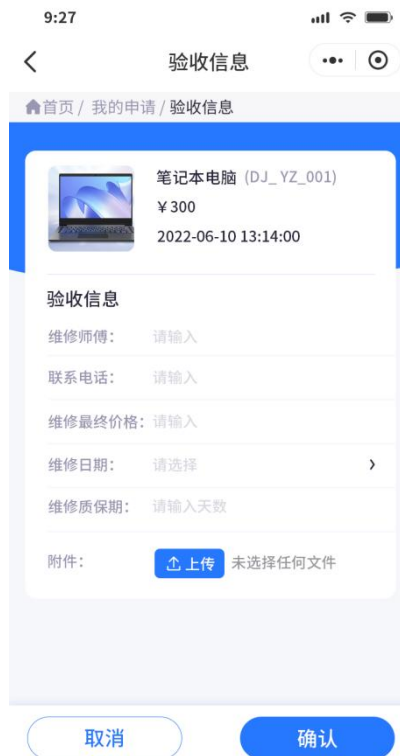 9:27
验收信息
首页 / 我的申请 / 验收信息
笔记本电脑 (DJ_ YZ_001)
￥300
2022-06-10 13:14:00
验收信息
维修师傅： 请输入
联系电话： 请输入
维修最终价格：请输入
维修日期： 请选择
维修质保期： 请输入天数
附件： 上传 未选择任何文件
取消 确认